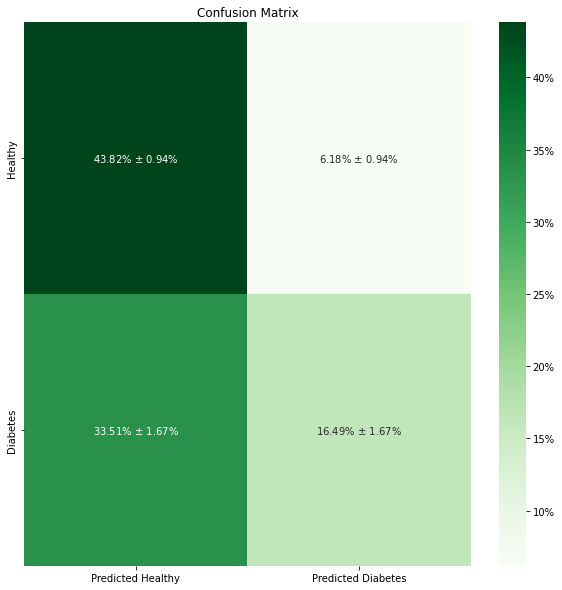 Confusion Matrix
Healthy
43.82% ± 0.94%
6.18% ± 0.94%
Diabetes
33.51% ± 1.67%
16.49% ± 1.67%
Predicted Healthy
Predicted Diabetes
40%
35%
30%
25%
20%
15%
10%